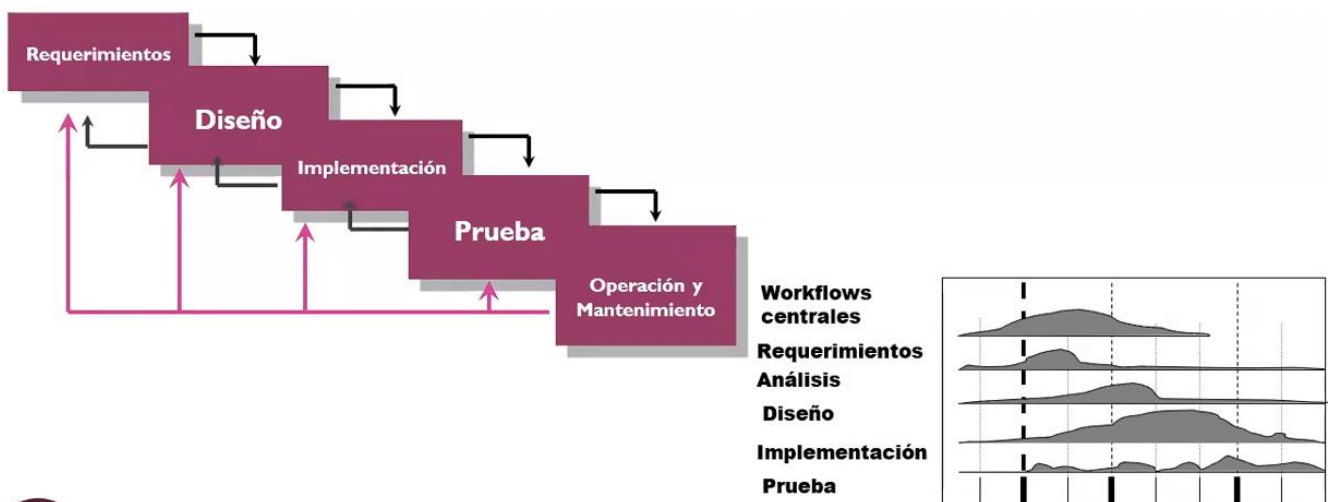 Requerimientos
Diseño
Implementación
Prueba
Operación y
Mantenimiento
Workflows
centrales
Requerimientos
Análisis
Diseño
Implementación
Prueba